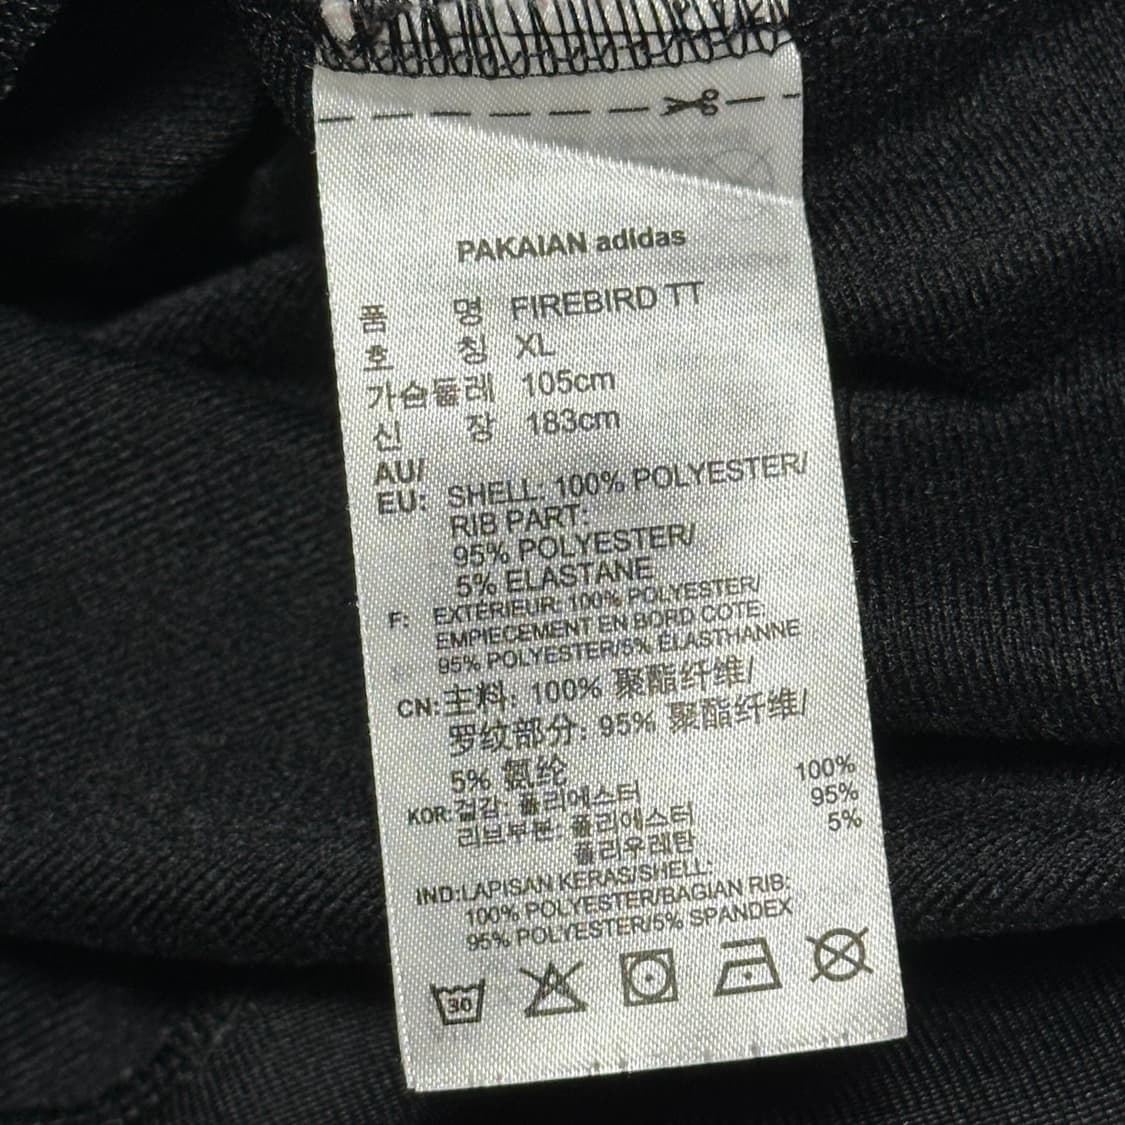 PAKAIAN adidas
품 명 FIREBIRD TT
호 칭 XL
가슴둘레 105cm
신 장 183cm
AU/
EU: SHELL: 100% POLYESTER/
RIB PART:
95% POLYESTER/
5% ELASTANE
F: EXTÉRIEUR: 100% POLYESTER/
EMPIECEMENT EN BORD COTE:
95% POLYESTER/5% ÉLASTHANNE
CN: 主料: 100% 聚酯纤维/
罗纹部分: 95% 聚酯纤维/
5% 氨纶
KOR: 겉감: 폴리에스터 100%
리브부분: 폴리에스터 95%
폴리우레탄 5%
IND:LAPISAN KERAS/SHELL:
100% POLYESTER/BAGIAN RIB:
95% POLYESTER/5% SPANDEX
30